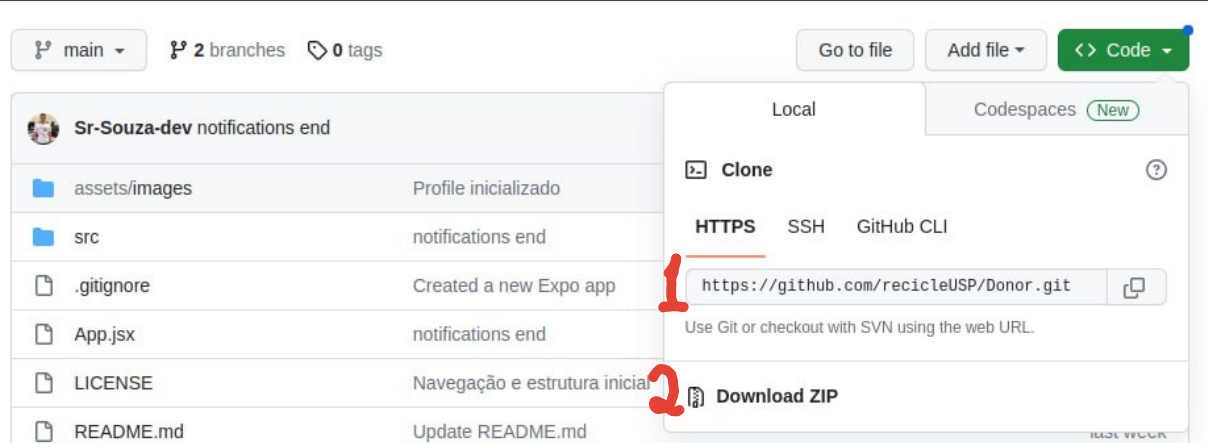 main 2 branches 0 tags Go to file Add file <> Code
Sr-Souza-dev notifications end
Local Codespaces New
Clone
assets/images Profile inicializado
HTTPS SSH GitHub CLI
src notifications end
1 https://github.com/recicleUSP/Donor.git
.gitignore Created a new Expo app
Use Git or checkout with SVN using the web URL.
App.jsx notifications end
LICENSE Navegação e estrutura inicial
2 Download ZIP
README.md Update README.md last week